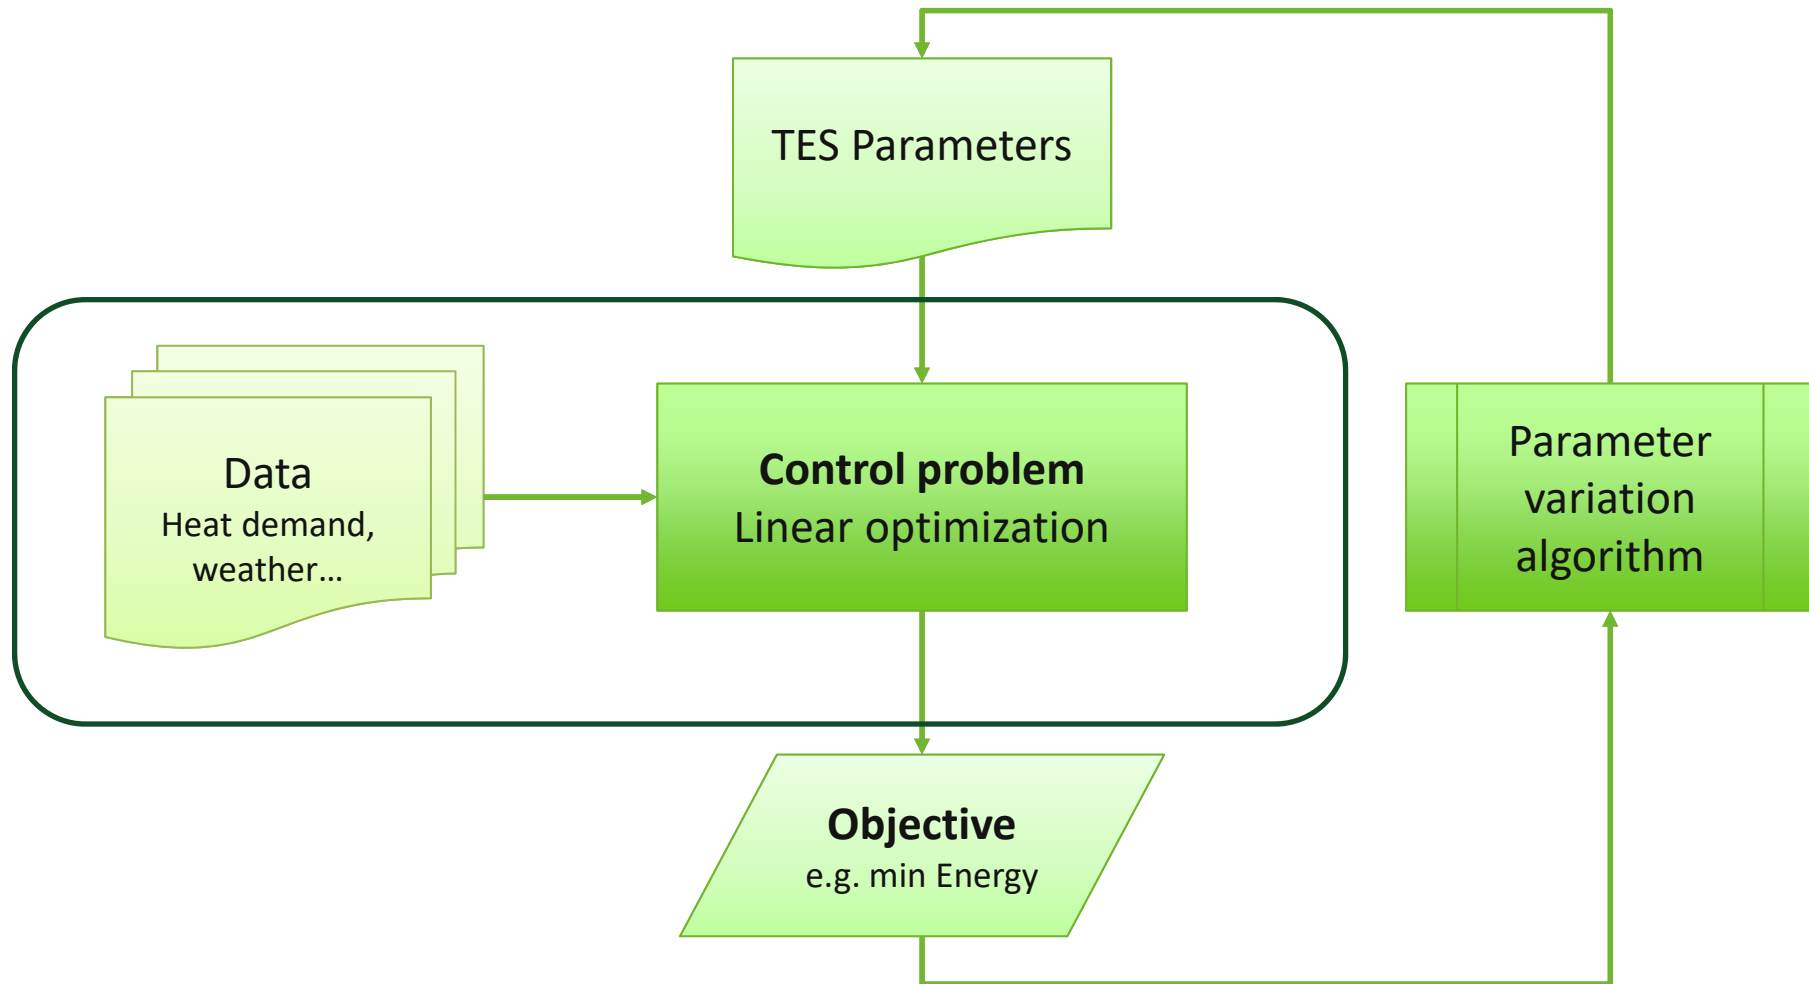 TES Parameters
Data
Heat demand,
weather...
Control problem
Linear optimization
Parameter
variation
algorithm
Objective
e.g. min Energy